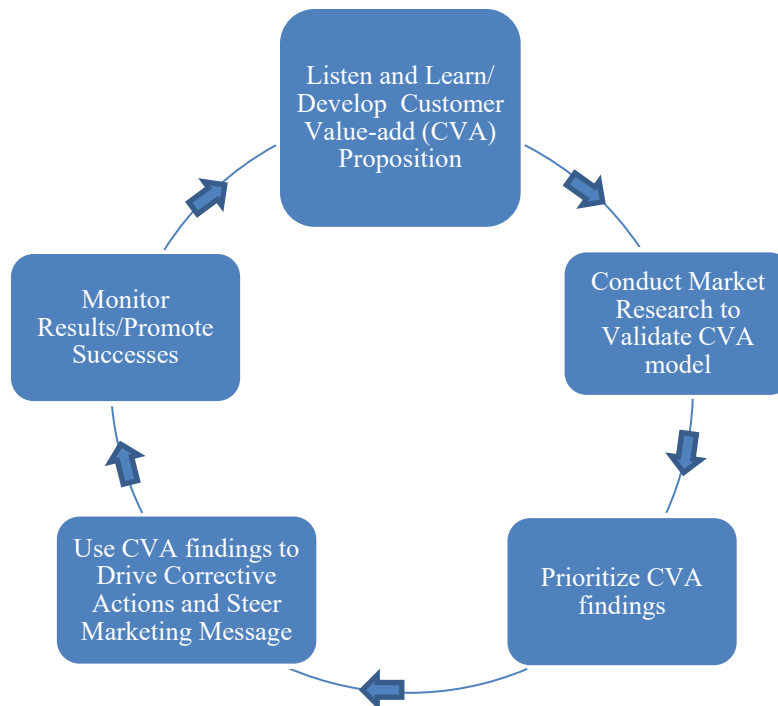 Listen and Learn/
Develop  Customer
Value-add (CVA)
Proposition
Conduct Market
Research to
Validate CVA
model
Prioritize CVA
findings
Use CVA findings to
Drive Corrective
Actions and Steer
Marketing Message
Monitor
Results/Promote
Successes